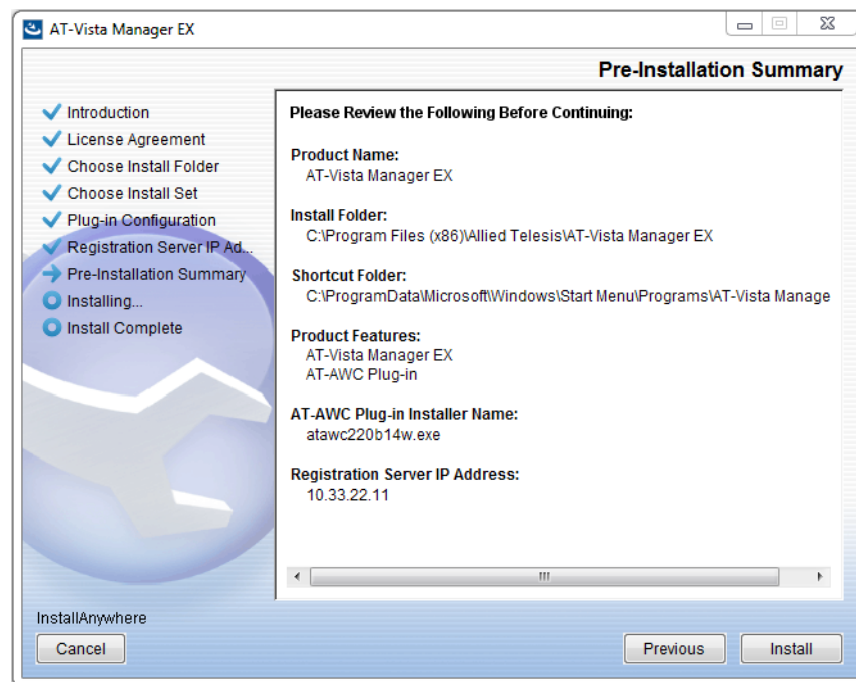 AT-Vista Manager EX
Pre-Installation Summary
Introduction
License Agreement
Choose Install Folder
Choose Install Set
Plug-in Configuration
Registration Server IP Ad...
Pre-Installation Summary
Installing...
Install Complete
Please Review the Following Before Continuing:
Product Name:
AT-Vista Manager EX
Install Folder:
C:\Program Files (x86)\Allied Telesis\AT-Vista Manager EX
Shortcut Folder:
C:\ProgramData\Microsoft\Windows\Start Menu\Programs\AT-Vista Manage
Product Features:
AT-Vista Manager EX
AT-AWC Plug-in
AT-AWC Plug-in Installer Name:
atawc220b14w.exe
Registration Server IP Address:
10.33.22.11
InstallAnywhere
Cancel
Previous
Install